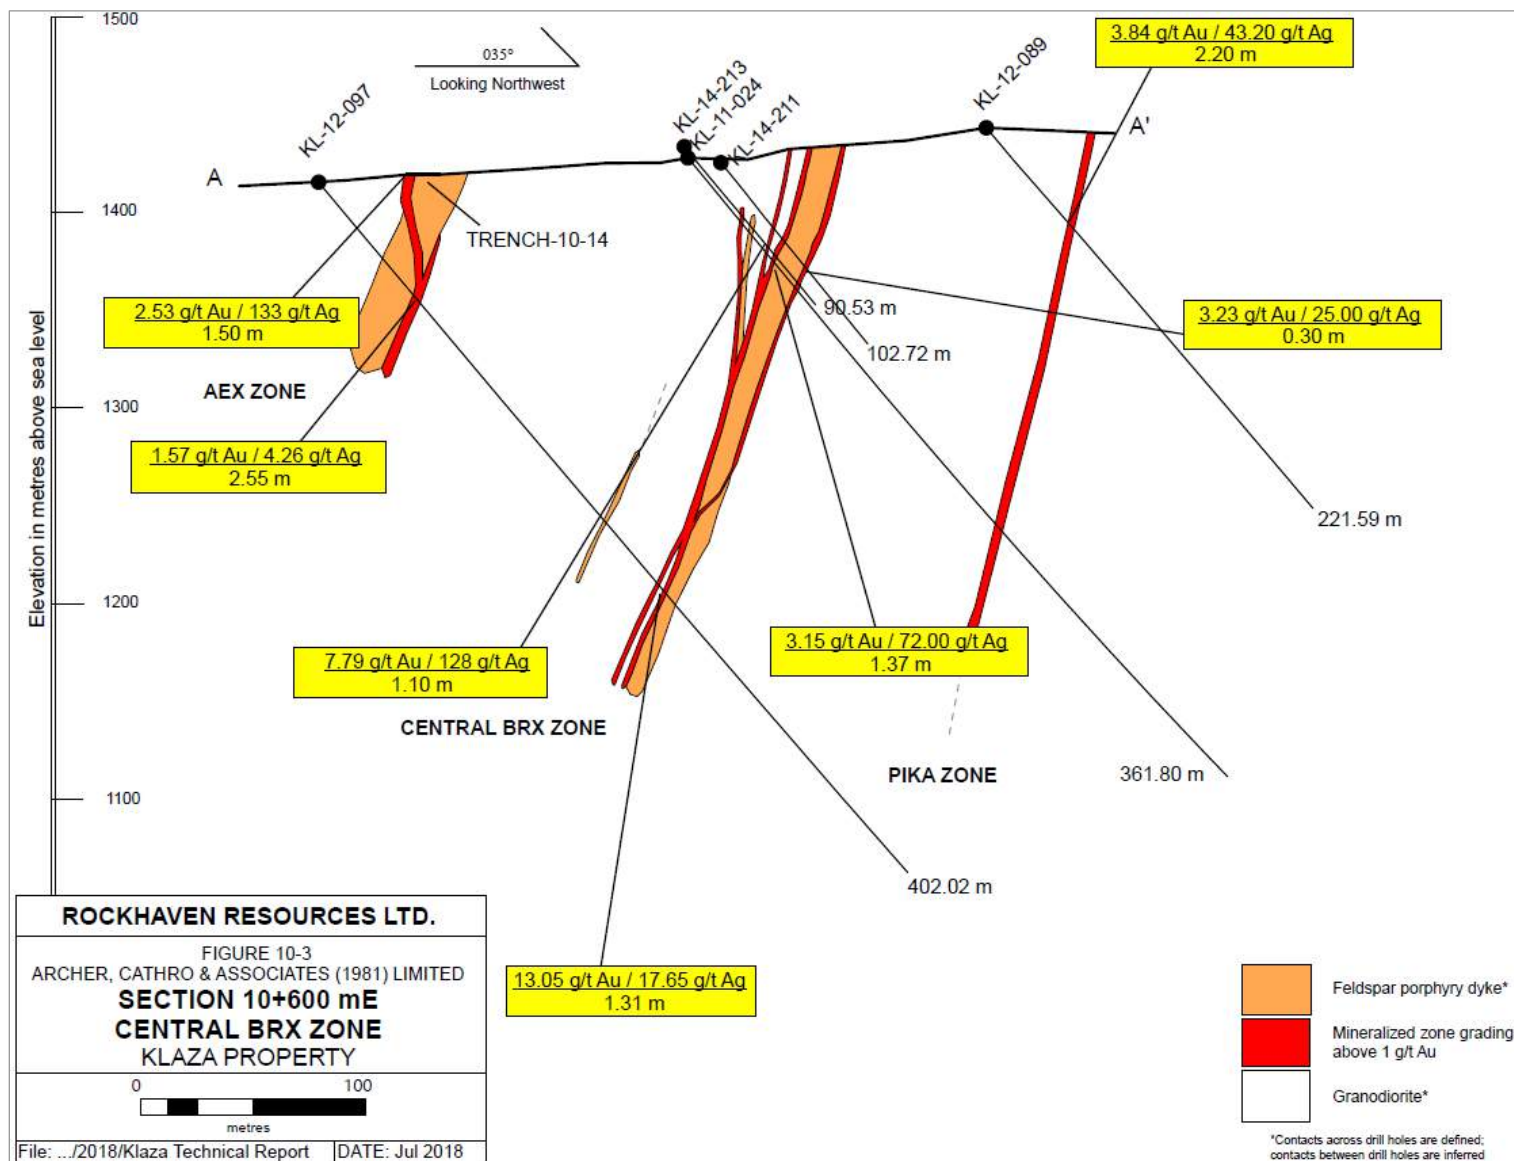 1500
3.84 g/t Au / 43.20 g/t Ag
2.20 m
035°
Looking Northwest
KL-12-097
KL-14-213
KL-11-024
KL-14-211
KL-12-089
A
A'
1400
TRENCH-10-14
2.53 g/t Au / 133 g/t Ag
1.50 m
90.53 m
3.23 g/t Au / 25.00 g/t Ag
0.30 m
102.72 m
AEX ZONE
1300
Elevation in metres above sea level
1.57 g/t Au / 4.26 g/t Ag
2.55 m
221.59 m
1200
7.79 g/t Au / 128 g/t Ag
1.10 m
3.15 g/t Au / 72.00 g/t Ag
1.37 m
CENTRAL BRX ZONE
PIKA ZONE
361.80 m
1100
402.02 m
13.05 g/t Au / 17.65 g/t Ag
1.31 m
ROCKHAVEN RESOURCES LTD.
FIGURE 10-3
ARCHER, CATHRO & ASSOCIATES (1981) LIMITED
SECTION 10+600 mE
CENTRAL BRX ZONE
KLAZA PROPERTY
0 100
metres
File: .../2018/Klaza Technical Report DATE: Jul 2018
Feldspar porphyry dyke*
Mineralized zone grading
above 1 g/t Au
Granodiorite*
*Contacts across drill holes are defined;
contacts between drill holes are inferred